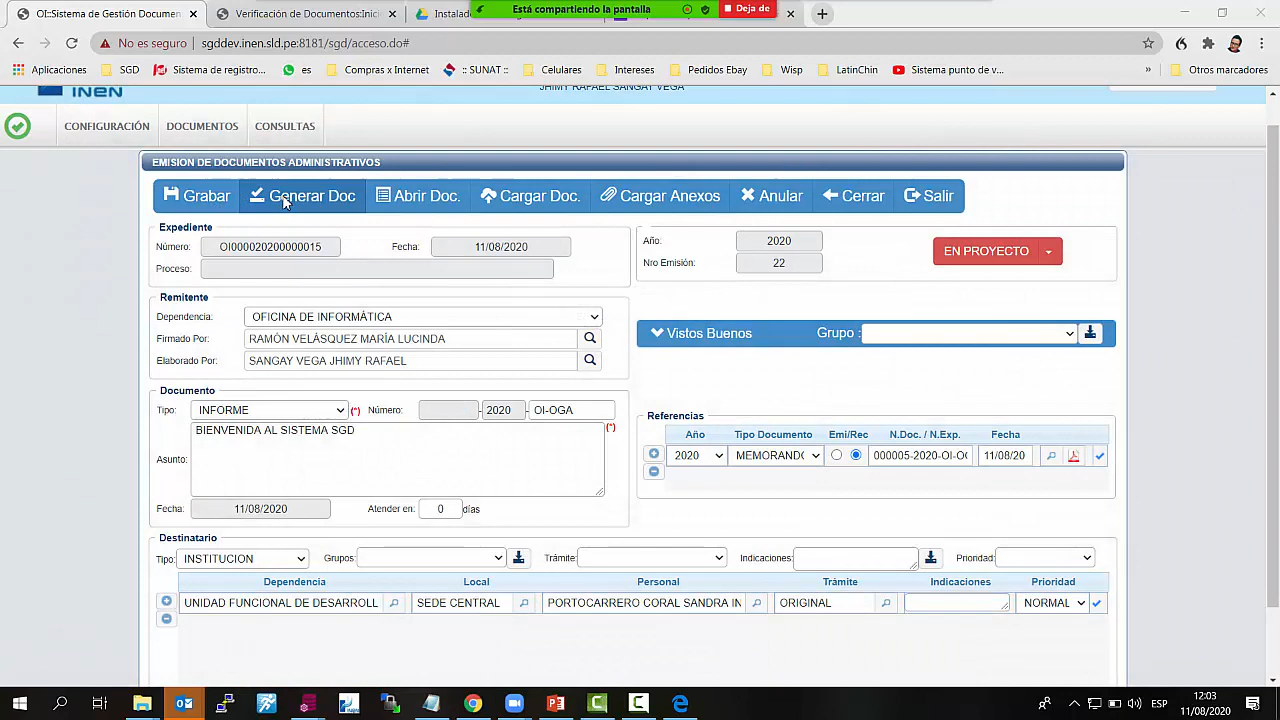 OI:Sistema de Gestión Documen
Verificación de Documentos:Inici
Instalad
Está compartiendo la pantalla
Deja de
No es seguro
sgddev.inen.sld.pe:8181/sgd/acceso.do#
Aplicaciones
SGD
Sistema de registro...
es
Compras x Internet
:: SUNAT ::
Celulares
Intereses
Pedidos Ebay
Wisp
LatinChin
Sistema punto de v...
»
Otros marcadores
INEN
JHIMY RAFAEL SANGAY VEGA
CONFIGURACIÓN
DOCUMENTOS
CONSULTAS
EMISION DE DOCUMENTOS ADMINISTRATIVOS
Grabar
Generar Doc
Abrir Doc.
Cargar Doc.
Cargar Anexos
Anular
Cerrar
Salir
Expediente
Número: OI000020200000015 Fecha: 11/08/2020
Proceso:
Año: 2020
Nro Emisión: 22
EN PROYECTO
Remitente
Dependencia: OFICINA DE INFORMÁTICA
Firmado Por: RAMÓN VELÁSQUEZ MARÍA LUCINDA
Elaborado Por: SANGAY VEGA JHIMY RAFAEL
Vistos Buenos Grupo :
Documento
Tipo: INFORME (*) Número: -2020 - OI-OGA
Asunto: BIENVENIDA AL SISTEMA SGD (*)
Fecha: 11/08/2020 Atender en: 0 días
Referencias
Año Tipo Documento Emi/Rec N.Doc. / N.Exp. Fecha
2020 MEMORANDO 000005-2020-OI-OG 11/08/20
Destinatario
Tipo: INSTITUCION Grupos: Trámite: Indicaciones: Prioridad:
Dependencia Local Personal Trámite Indicaciones Prioridad
UNIDAD FUNCIONAL DE DESARROLL SEDE CENTRAL PORTOCARRERO CORAL SANDRA IN ORIGINAL NORMAL
ESP
12:03
11/08/2020